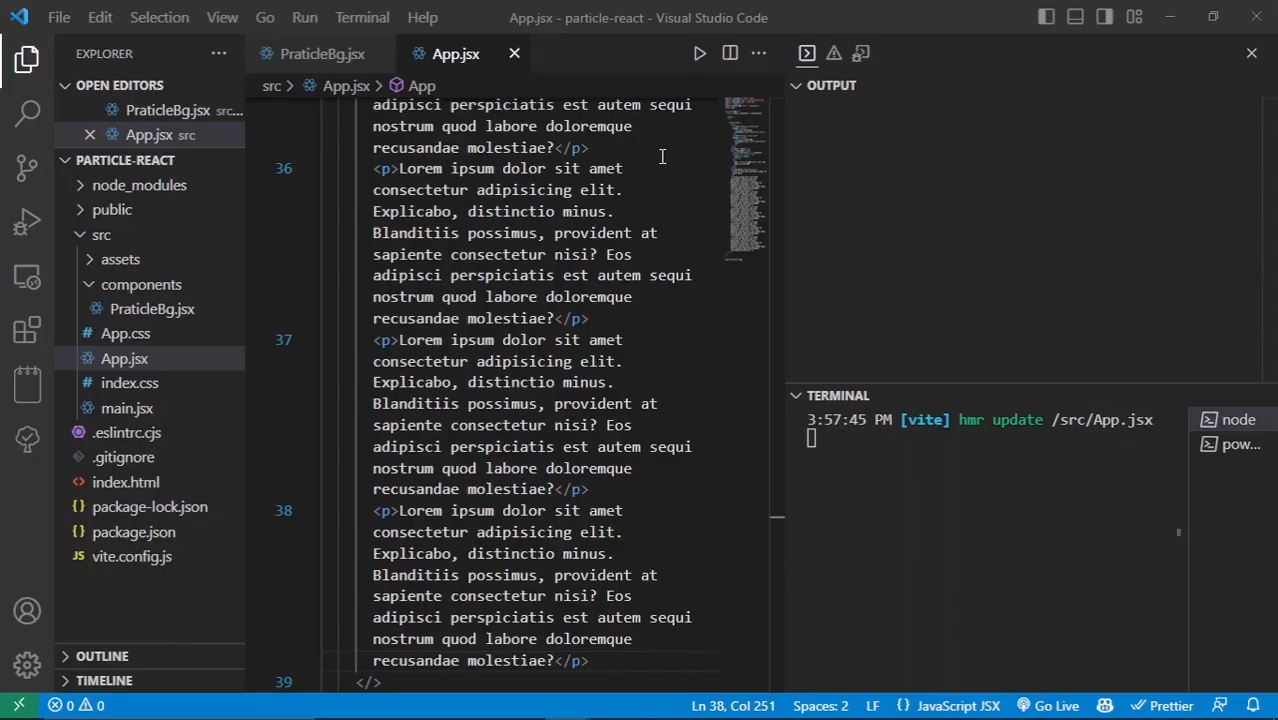 File Edit Selection View Go Run Terminal Help
App.jsx - particle-react - Visual Studio Code
EXPLORER
OPEN EDITORS
PraticleBg.jsx src...
App.jsx src
PARTICLE-REACT
node_modules
public
src
assets
components
PraticleBg.jsx
App.css
App.jsx
index.css
main.jsx
.eslintrc.cjs
.gitignore
index.html
package-lock.json
package.json
vite.config.js
OUTLINE
TIMELINE
PraticleBg.jsx App.jsx
src > App.jsx > App
adipisci perspiciatis est autem sequi
nostrum quod labore doloremque
recusandae molestiae?</p>
36 <p>Lorem ipsum dolor sit amet
consectetur adipisicing elit.
Explicabo, distinctio minus.
Blanditiis possimus, provident at
sapiente consectetur nisi? Eos
adipisci perspiciatis est autem sequi
nostrum quod labore doloremque
recusandae molestiae?</p>
37 <p>Lorem ipsum dolor sit amet
consectetur adipisicing elit.
Explicabo, distinctio minus.
Blanditiis possimus, provident at
sapiente consectetur nisi? Eos
adipisci perspiciatis est autem sequi
nostrum quod labore doloremque
recusandae molestiae?</p>
38 <p>Lorem ipsum dolor sit amet
consectetur adipisicing elit.
Explicabo, distinctio minus.
Blanditiis possimus, provident at
sapiente consectetur nisi? Eos
adipisci perspiciatis est autem sequi
nostrum quod labore doloremque
recusandae molestiae?</p>
39 </>
OUTPUT
TERMINAL
3:57:45 PM [vite] hmr update /src/App.jsx
node
pow...
0 0
Ln 38, Col 251 Spaces: 2 LF {} JavaScript JSX Go Live Prettier